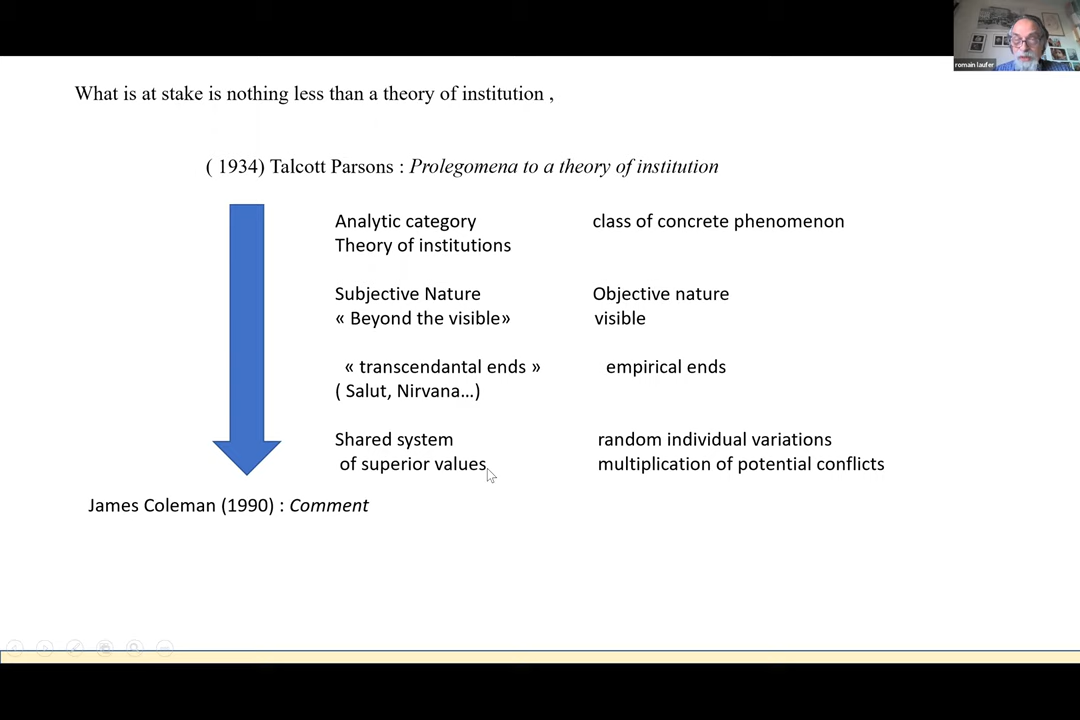 romain laufer
What is at stake is nothing less than a theory of institution ,
( 1934) Talcott Parsons : Prolegomena to a theory of institution
Analytic category class of concrete phenomenon
Theory of institutions
Subjective Nature Objective nature
« Beyond the visible» visible
« transcendantal ends » empirical ends
( Salut, Nirvana…)
Shared system random individual variations
of superior values multiplication of potential conflicts
James Coleman (1990) : Comment